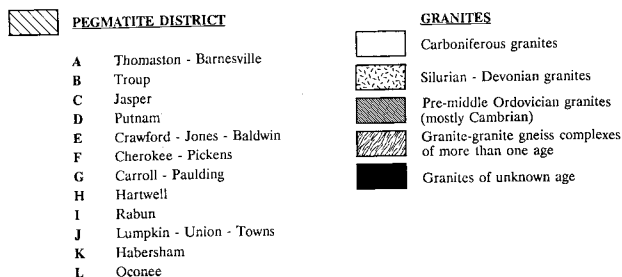 PEGMATITE DISTRICT
A Thomaston - Barnesville
B Troup
C Jasper
D Putnam
E Crawford - Jones - Baldwin
F Cherokee - Pickens
G Carroll - Paulding
H Hartwell
I Rabun
J Lumpkin - Union - Towns
K Habersham
L Oconee
GRANITES
Carboniferous granites
Silurian - Devonian granites
Pre-middle Ordovician granites
(mostly Cambrian)
Granite-granite gneiss complexes
of more than one age
Granites of unknown age